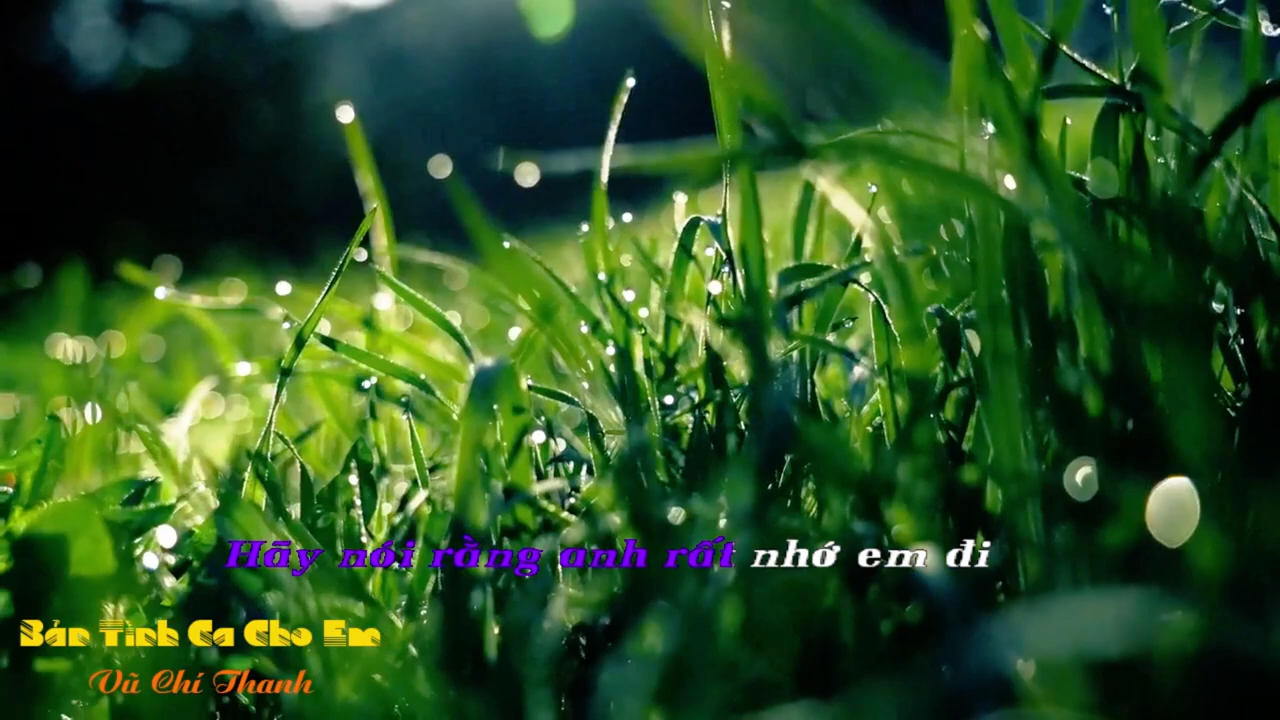 Hãy nói rằng anh rất nhớ em đi
Bản Tình Ca Cho Em
Vũ Chí Thanh